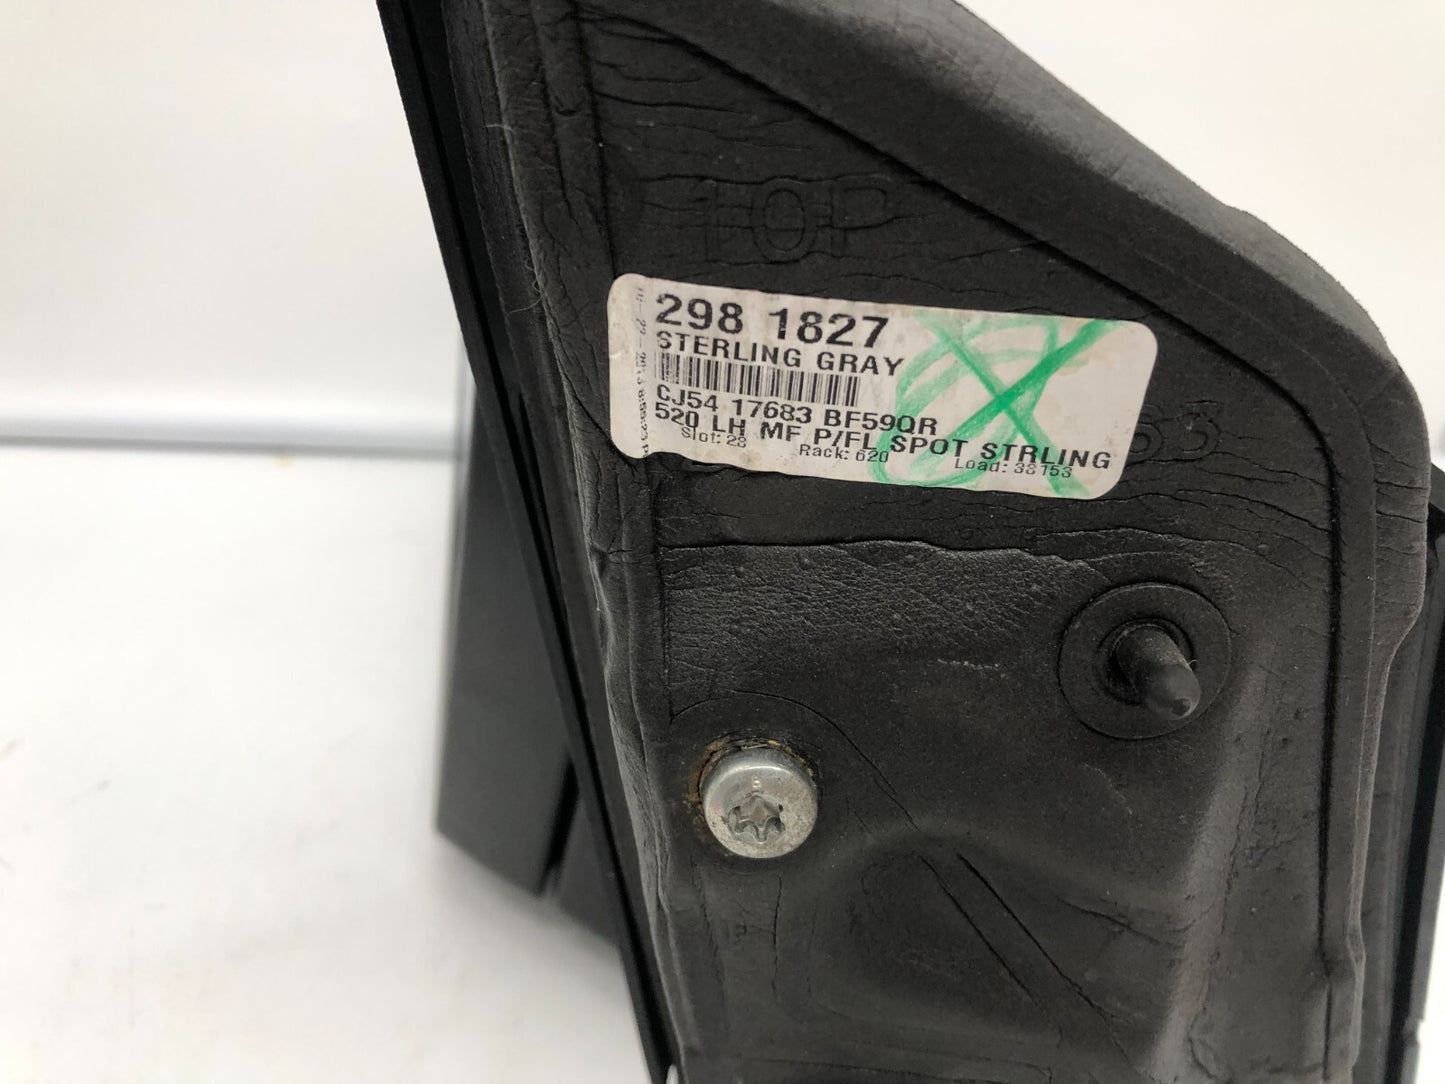 TOP
298 1827
STERLING GRAY
CJ54 17683 BF59QR
520 LH MF P/FL SPOT STRLING
Slot: 28 Rack: 620 Load: 38153